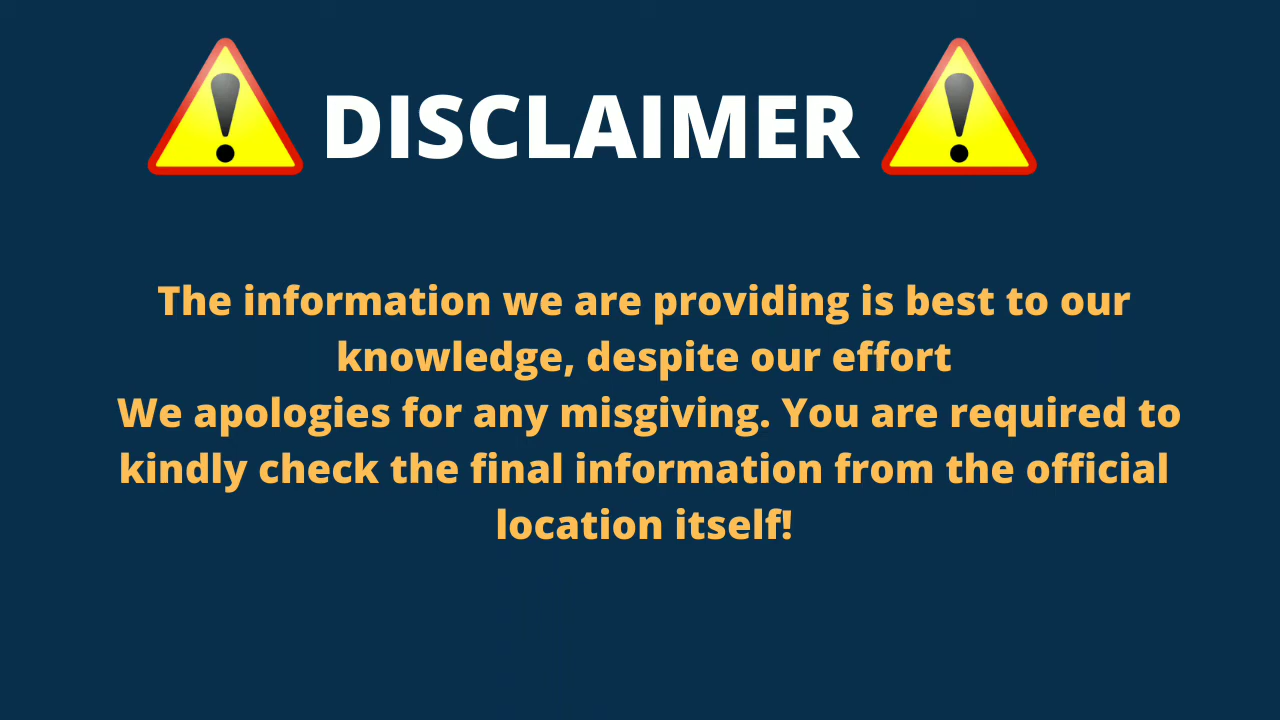 DISCLAIMER
The information we are providing is best to our
knowledge, despite our effort
We apologies for any misgiving. You are required to
kindly check the final information from the official
location itself!